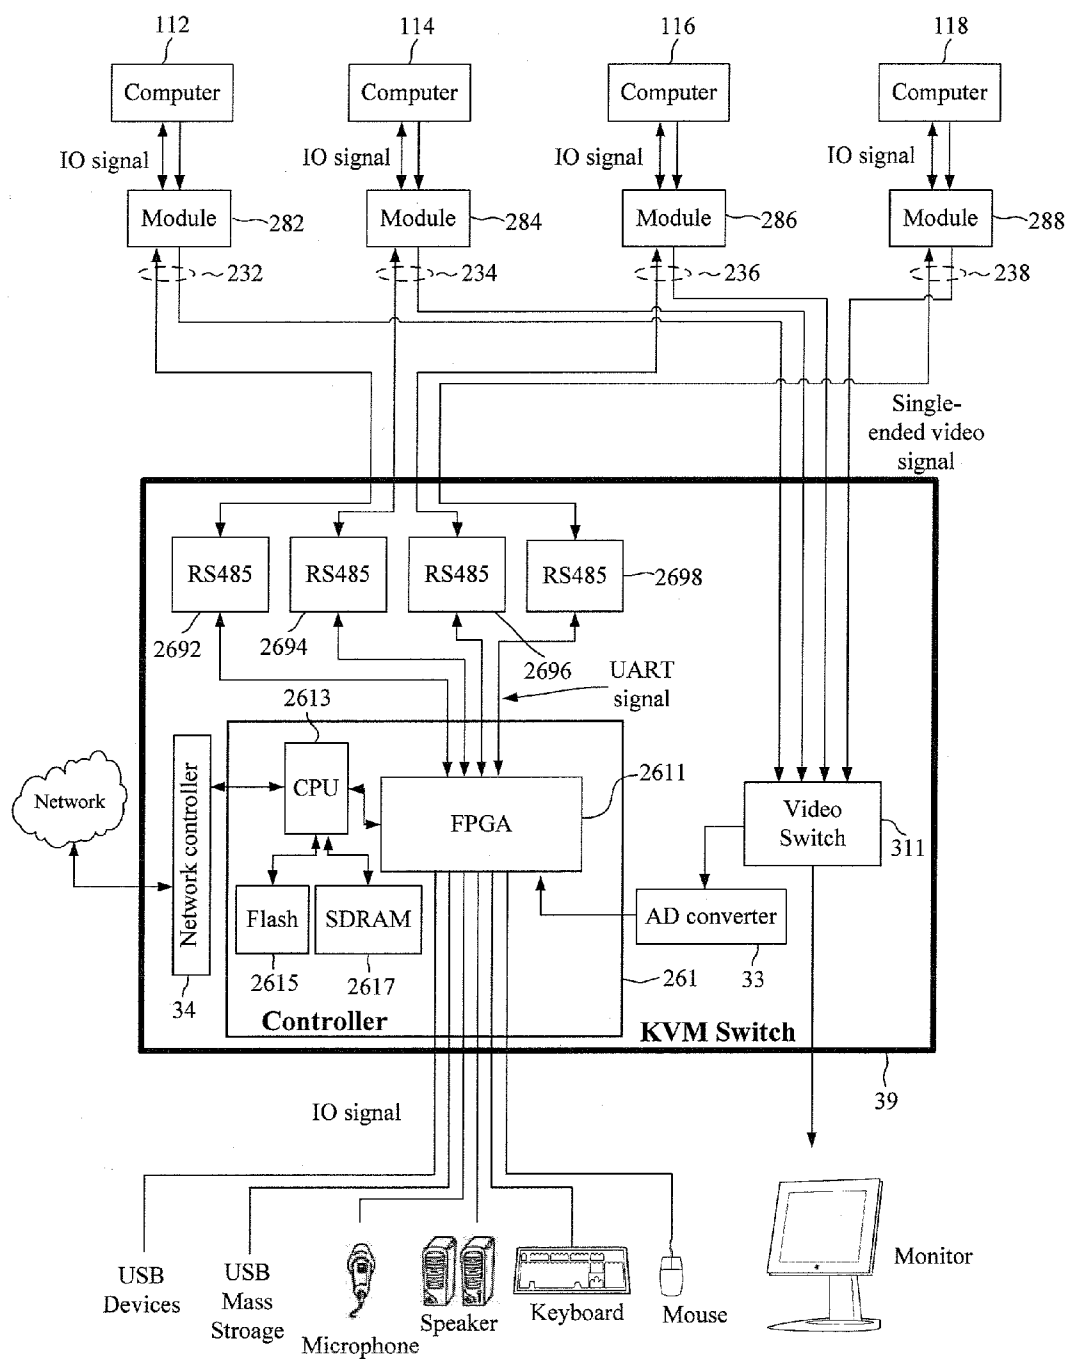 112
114
116
118
Computer
Computer
Computer
Computer
IO signal
IO signal
IO signal
IO signal
Module
282
Module
284
Module
286
Module
288
232
234
236
238
Single-
ended video
signal
RS485
RS485
RS485
RS485
2698
2692
2694
2696
UART
signal
2613
CPU
2611
FPGA
Network
Network controller
Video
Switch
311
Flash
SDRAM
AD converter
2615
2617
261
33
34
Controller
KVM Switch
39
IO signal
USB
Devices
USB
Mass
Stroage
Microphone
Speaker
Keyboard
Mouse
Monitor